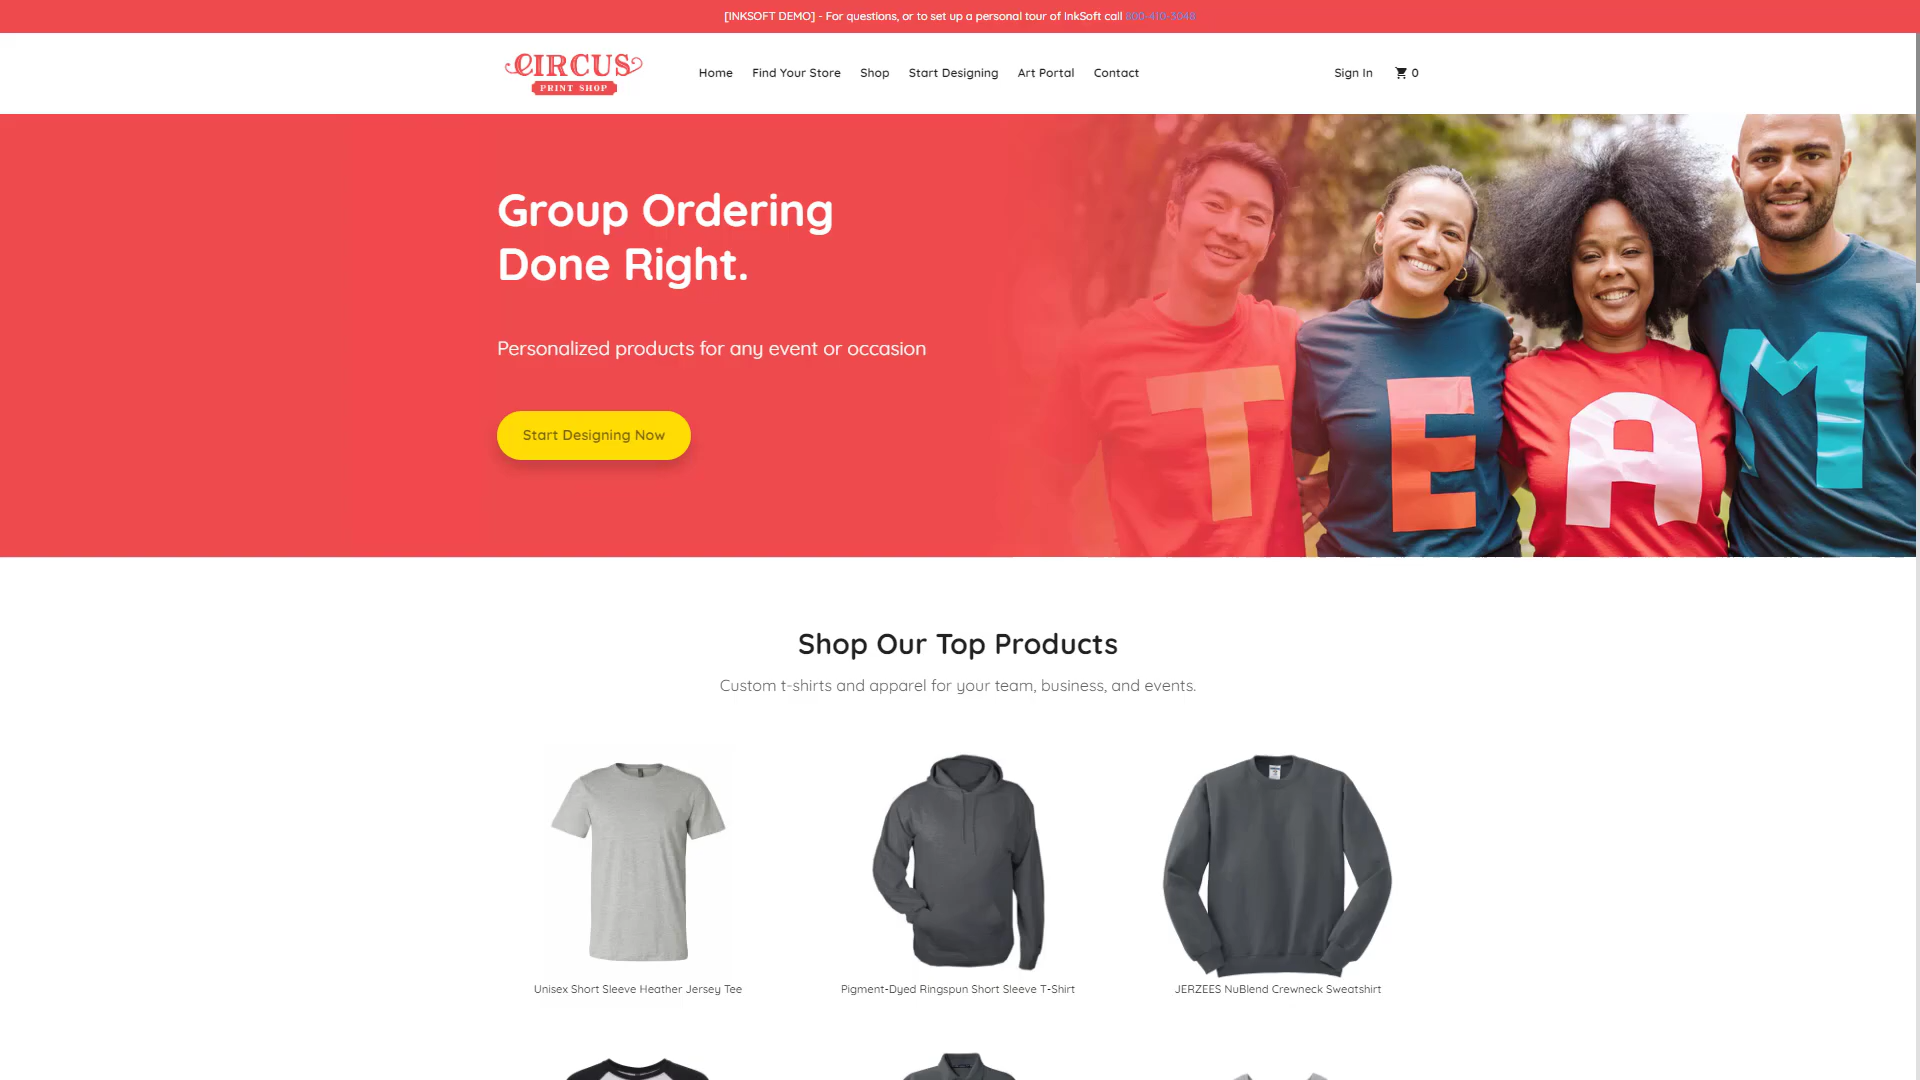 [INKSOFT DEMO] - For questions, or to set up a personal tour of InkSoft call 800-410-3048
CIRCUS
PRINT SHOP
Home Find Your Store Shop Start Designing Art Portal Contact Sign In 0
Group Ordering
Done Right.
Personalized products for any event or occasion
Start Designing Now
T E A M
Shop Our Top Products
Custom t-shirts and apparel for your team, business, and events.
Unisex Short Sleeve Heather Jersey Tee
Pigment-Dyed Ringspun Short Sleeve T-Shirt
JERZEES NuBlend Crewneck Sweatshirt